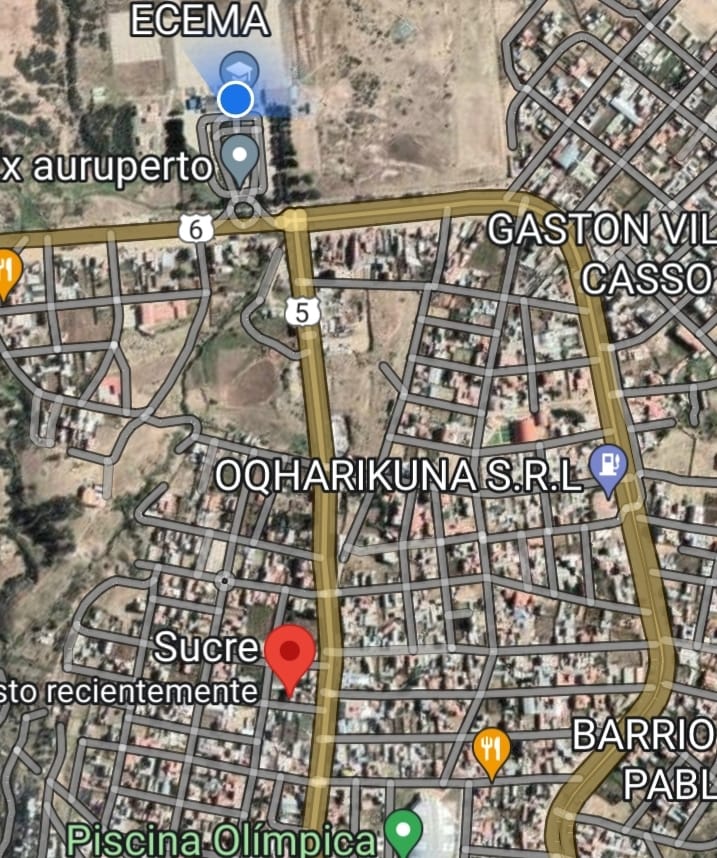 ECEMA
x auruperto
6
GASTON VIL
CASSO
5
OQHARIKUNA S.R.L
Sucre
sto recientemente
BARRIO
PABL
Piscina Olímpica